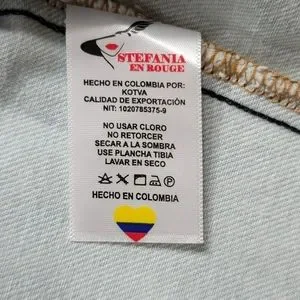 STEFANIA
EN ROUGE
HECHO EN COLOMBIA POR:
KOTVA
CALIDAD DE EXPORTACIÓN
NIT: 1020785375-9
NO USAR CLORO
NO RETORCER
SECAR A LA SOMBRA
USE PLANCHA TIBIA
LAVAR EN SECO
HECHO EN COLOMBIA